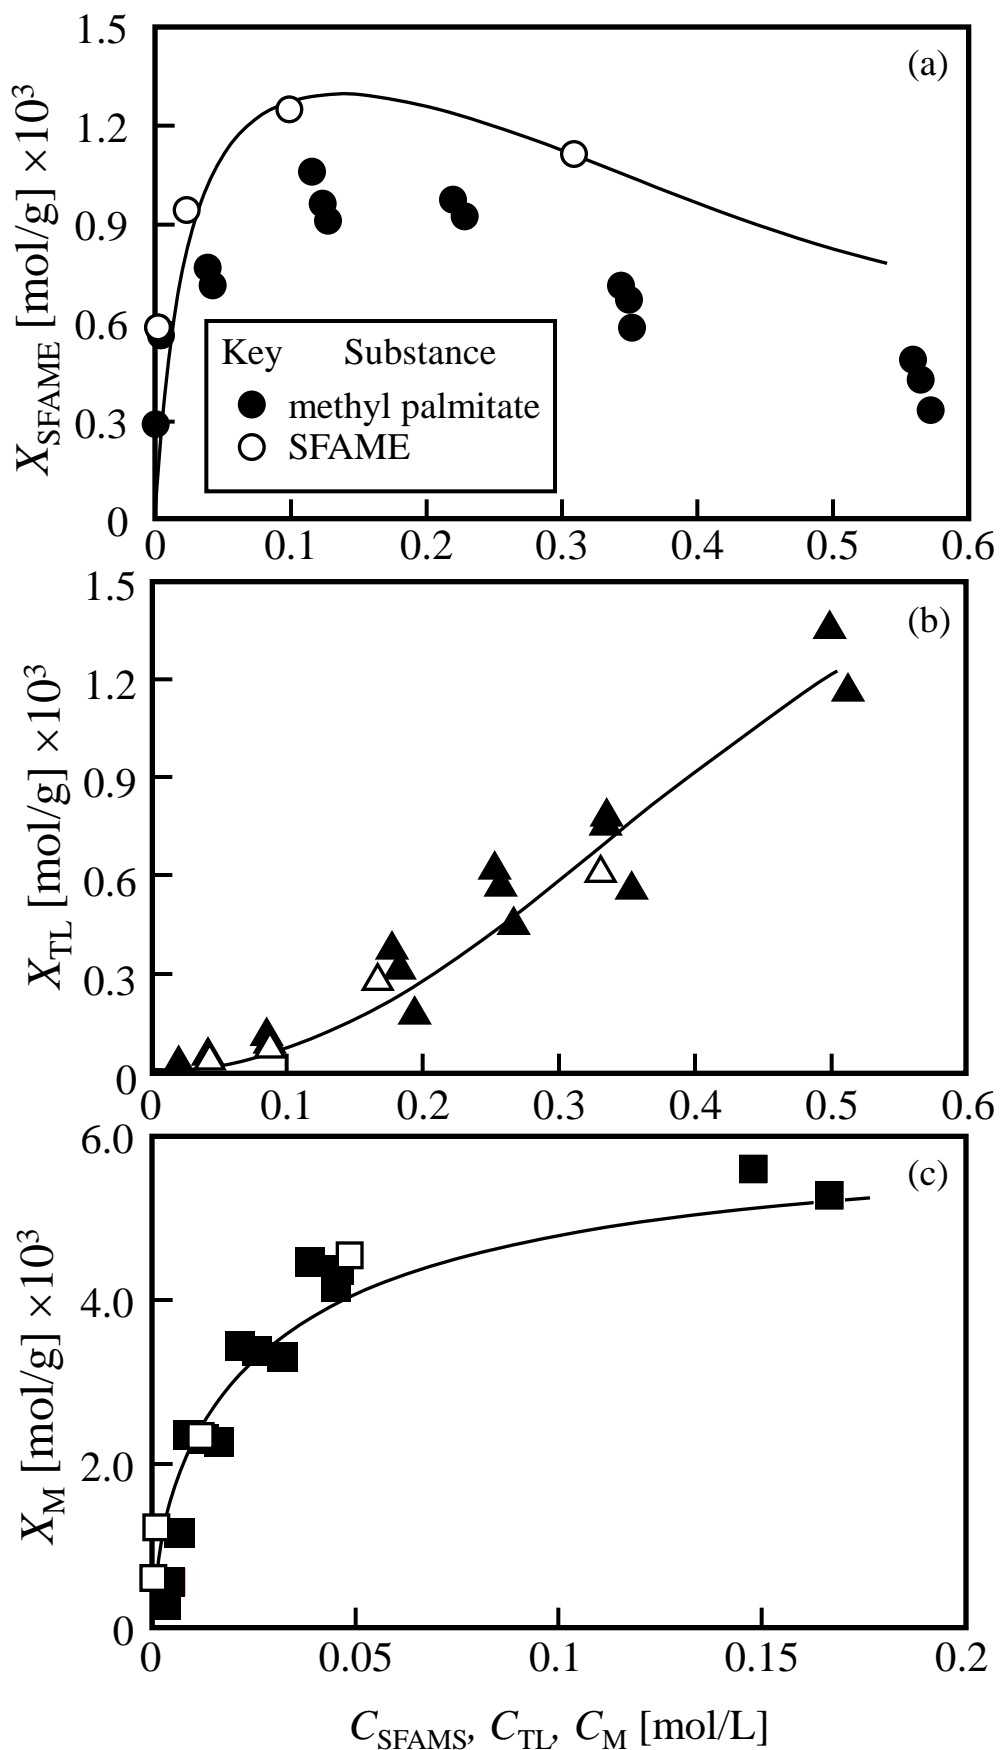 1.5
(a)
1.2
0.9
0.6
0.3
0
X_SFAME [mol/g] ×10³
Key Substance
methyl palmitate
SFAME
0 0.1 0.2 0.3 0.4 0.5 0.6
1.5
(b)
1.2
0.9
0.6
0.3
0
X_TL [mol/g] ×10³
0 0.1 0.2 0.3 0.4 0.5 0.6
6.0
(c)
4.0
2.0
0
X_M [mol/g] ×10³
0 0.05 0.1 0.15 0.2
C_SFAMS, C_TL, C_M [mol/L]